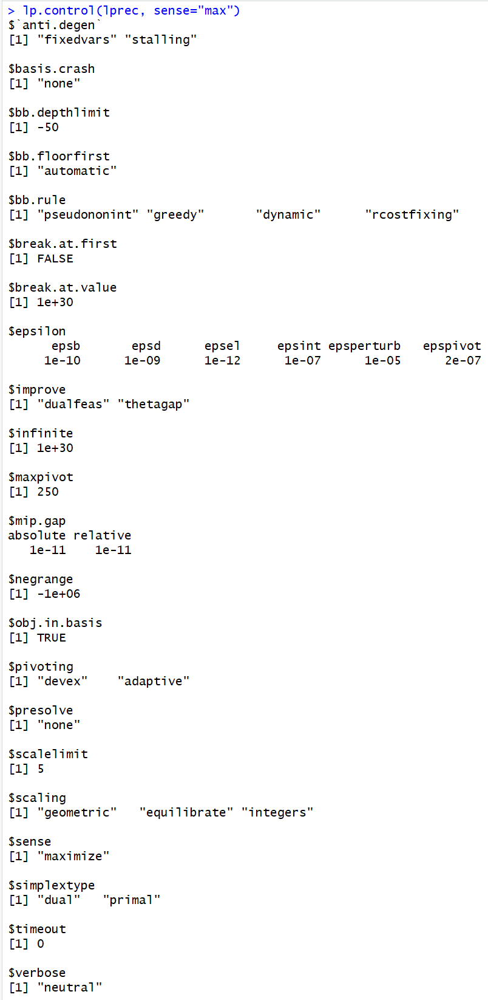 > lp.control(lprec, sense="max")
$`anti.degen`
[1] "fixedvars" "stalling"

$basis.crash
[1] "none"

$bb.depthlimit
[1] -50

$bb.floorfirst
[1] "automatic"

$bb.rule
[1] "pseudononint" "greedy"       "dynamic"      "rcostfixing"

$break.at.first
[1] FALSE

$break.at.value
[1] 1e+30

$epsilon
      epsb       epsd      epsel     epsint epsperturb   epspivot
     1e-10      1e-09      1e-12      1e-07      1e-05      2e-07

$improve
[1] "dualfeas" "thetagap"

$infinite
[1] 1e+30

$maxpivot
[1] 250

$mip.gap
absolute relative
   1e-11    1e-11

$negrange
[1] -1e+06

$obj.in.basis
[1] TRUE

$pivoting
[1] "devex"    "adaptive"

$presolve
[1] "none"

$scalelimit
[1] 5

$scaling
[1] "geometric"   "equilibrate" "integers"

$sense
[1] "maximize"

$simplextype
[1] "dual"   "primal"

$timeout
[1] 0

$verbose
[1] "neutral"